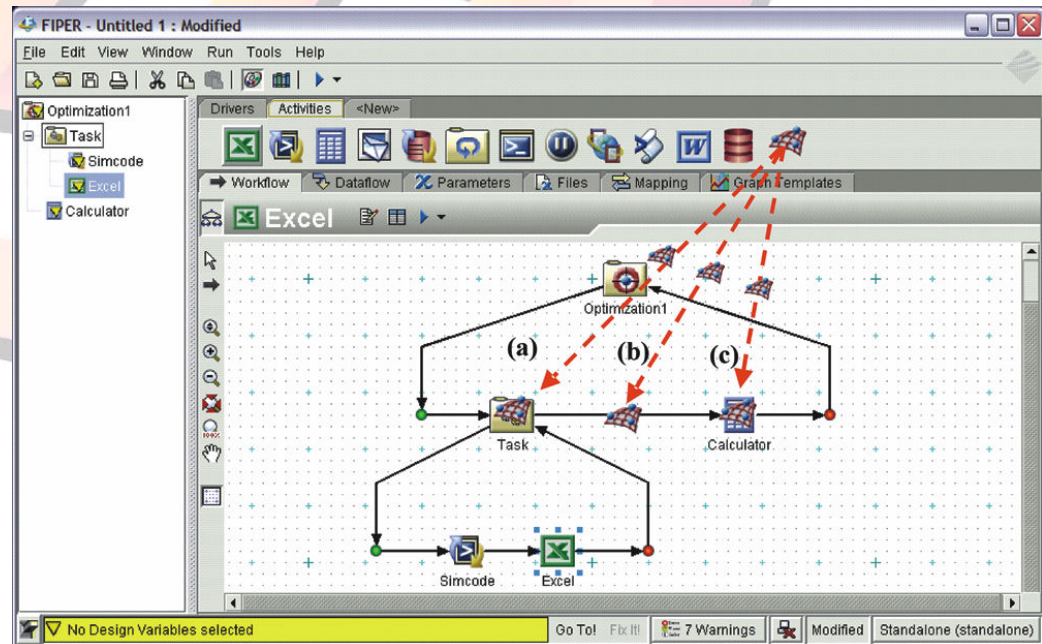 FIPER - Untitled 1 : Modified
File Edit View Window Run Tools Help
Optimization1
Task
Simcode
Excel
Calculator
Drivers Activities <New>
W
Workflow Dataflow Parameters Files Mapping Graph Templates
Excel
Optimization1
(a) (b) (c)
Task Calculator
100%
Simcode Excel
No Design Variables selected Go To! Fix It! 7 Warnings Modified Standalone (standalone)